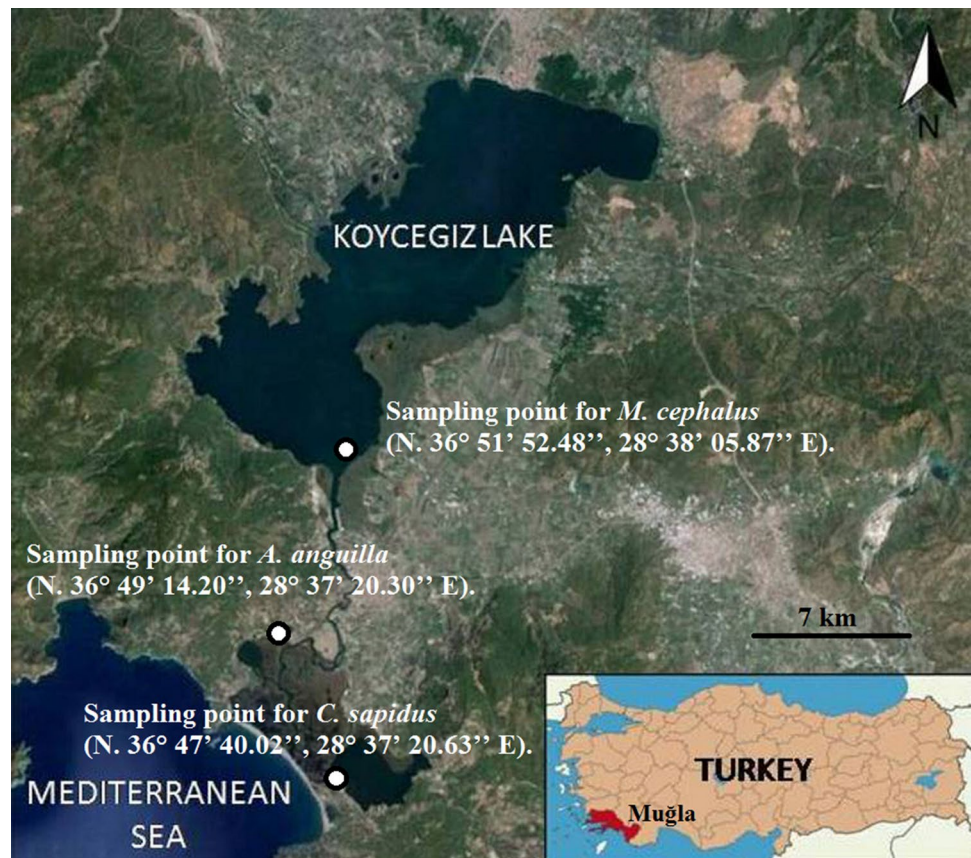 N
KOYCEGIZ LAKE
Sampling point for M. cephalus
(N. 36° 51’ 52.48’’, 28° 38’ 05.87’’ E).
Sampling point for A. anguilla
(N. 36° 49’ 14.20’’, 28° 37’ 20.30’’ E).
7 km
Sampling point for C. sapidus
(N. 36° 47’ 40.02’’, 28° 37’ 20.63’’ E).
MEDITERRANEAN
SEA
TURKEY
Muğla